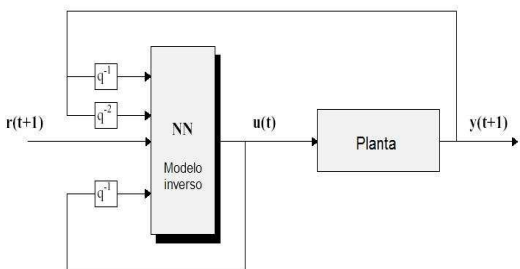 q⁻¹
q⁻²
r(t+1)
NN
u(t)
y(t+1)
Planta
Modelo
inverso
q⁻¹